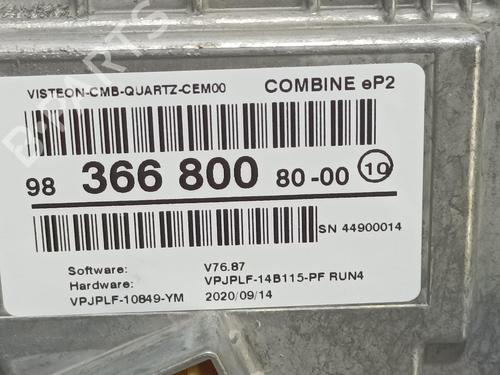 VISTEON-CMB-QUARTZ-CEM00 COMBINE eP2
98 366 800 80-00 10
SN 44900014
Software: V76.87
Hardware: VPJPLF-14B115-PF RUN4
VPJPLF-10849-YM 2020/09/14
B-PARTS